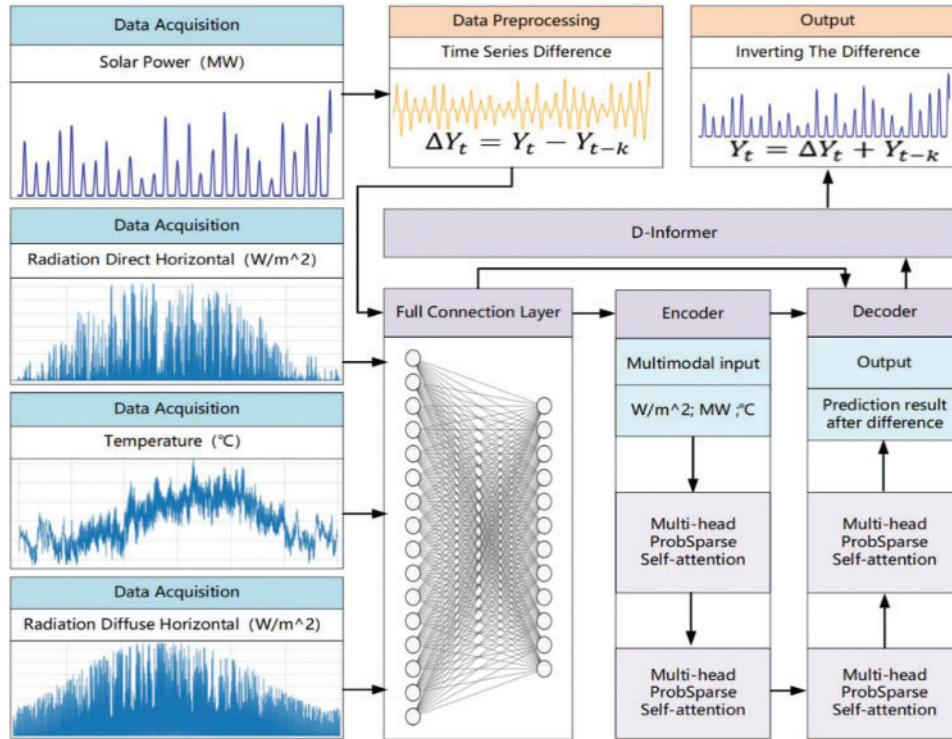 Data Acquisition
Solar Power（MW）
Data Preprocessing
Time Series Difference
ΔY_t = Y_t − Y_{t−k}
Output
Inverting The Difference
Y_t = ΔY_t + Y_{t−k}
Data Acquisition
Radiation Direct Horizontal (W/m^2)
D-Informer
Full Connection Layer
Encoder
Decoder
Multimodal input
W/m^2; MW ;℃
Output
Prediction result
after difference
Data Acquisition
Temperature（℃）
Multi-head
ProbSparse
Self-attention
Multi-head
ProbSparse
Self-attention
Data Acquisition
Radiation Diffuse Horizontal (W/m^2)
Multi-head
ProbSparse
Self-attention
Multi-head
ProbSparse
Self-attention